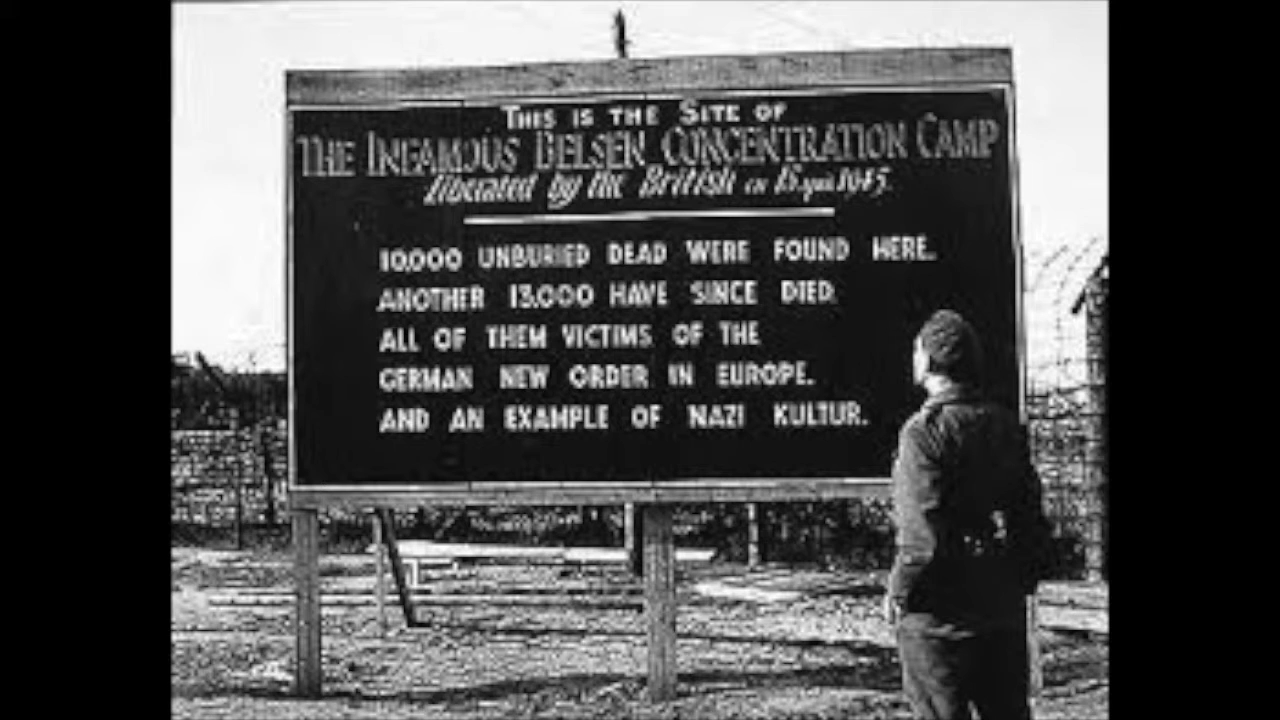 THIS IS THE SITE OF
THE INFAMOUS BELSEN CONCENTRATION CAMP
Liberated by the British on 15 April 1945.
10,000 UNBURIED DEAD WERE FOUND HERE.
ANOTHER 13,000 HAVE SINCE DIED.
ALL OF THEM VICTIMS OF THE
GERMAN NEW ORDER IN EUROPE.
AND AN EXAMPLE OF NAZI KULTUR.